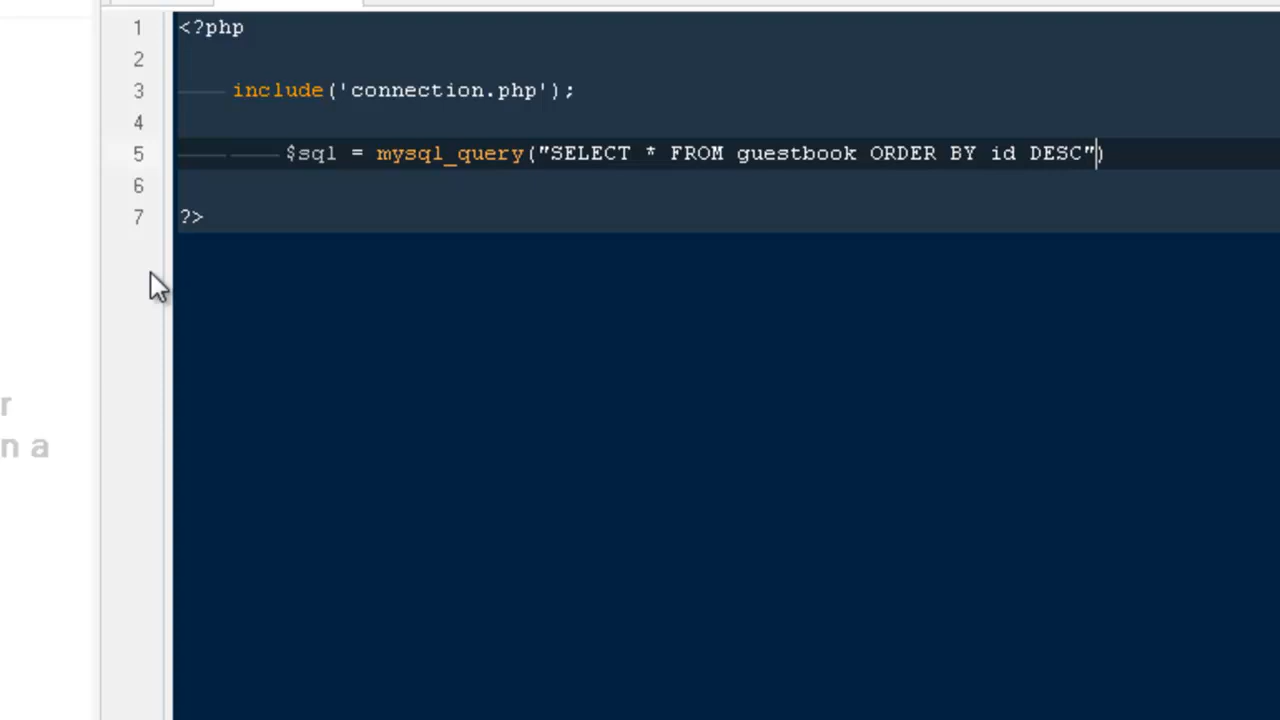 1 <?php
2
3 include('connection.php');
4
5 $sql = mysql_query("SELECT * FROM guestbook ORDER BY id DESC")
6
7 ?>
r
n a